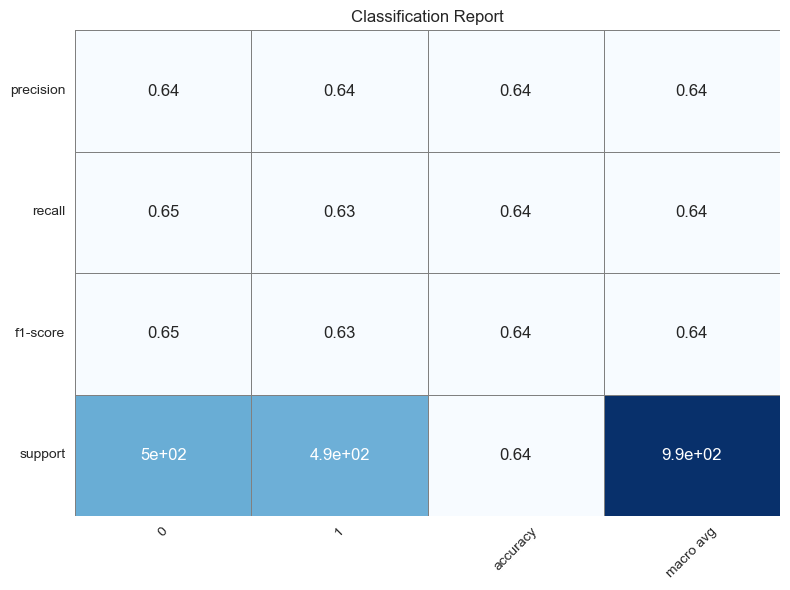 Classification Report
precision 0.64 0.64 0.64 0.64
recall 0.65 0.63 0.64 0.64
f1-score 0.65 0.63 0.64 0.64
support 5e+02 4.9e+02 0.64 9.9e+02
0 1 accuracy macro avg